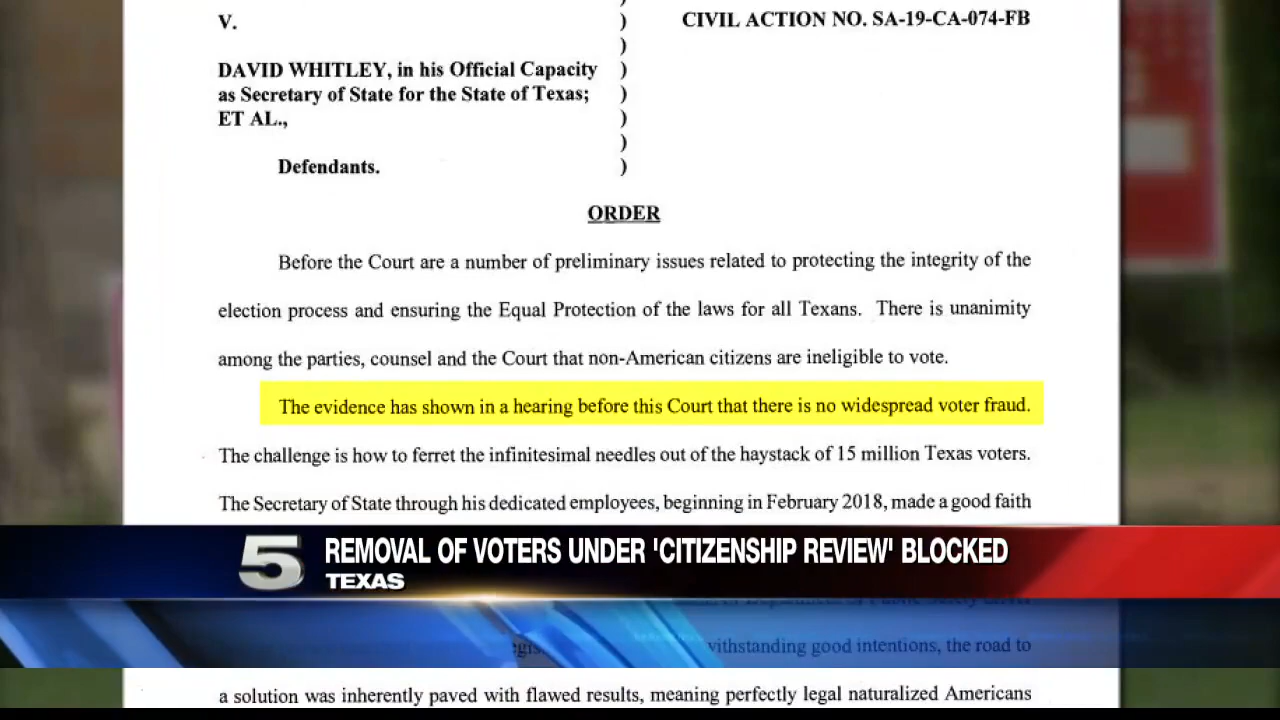 V.
CIVIL ACTION NO. SA-19-CA-074-FB
DAVID WHITLEY, in his Official Capacity
as Secretary of State for the State of Texas;
ET AL.,
Defendants.
ORDER
Before the Court are a number of preliminary issues related to protecting the integrity of the
election process and ensuring the Equal Protection of the laws for all Texans. There is unanimity
among the parties, counsel and the Court that non-American citizens are ineligible to vote.
The evidence has shown in a hearing before this Court that there is no widespread voter fraud.
The challenge is how to ferret the infinitesimal needles out of the haystack of 15 million Texas voters.
The Secretary of State through his dedicated employees, beginning in February 2018, made a good faith
5 REMOVAL OF VOTERS UNDER 'CITIZENSHIP REVIEW' BLOCKED
TEXAS
good intentions, the road to
a solution was inherently paved with flawed results, meaning perfectly legal naturalized Americans